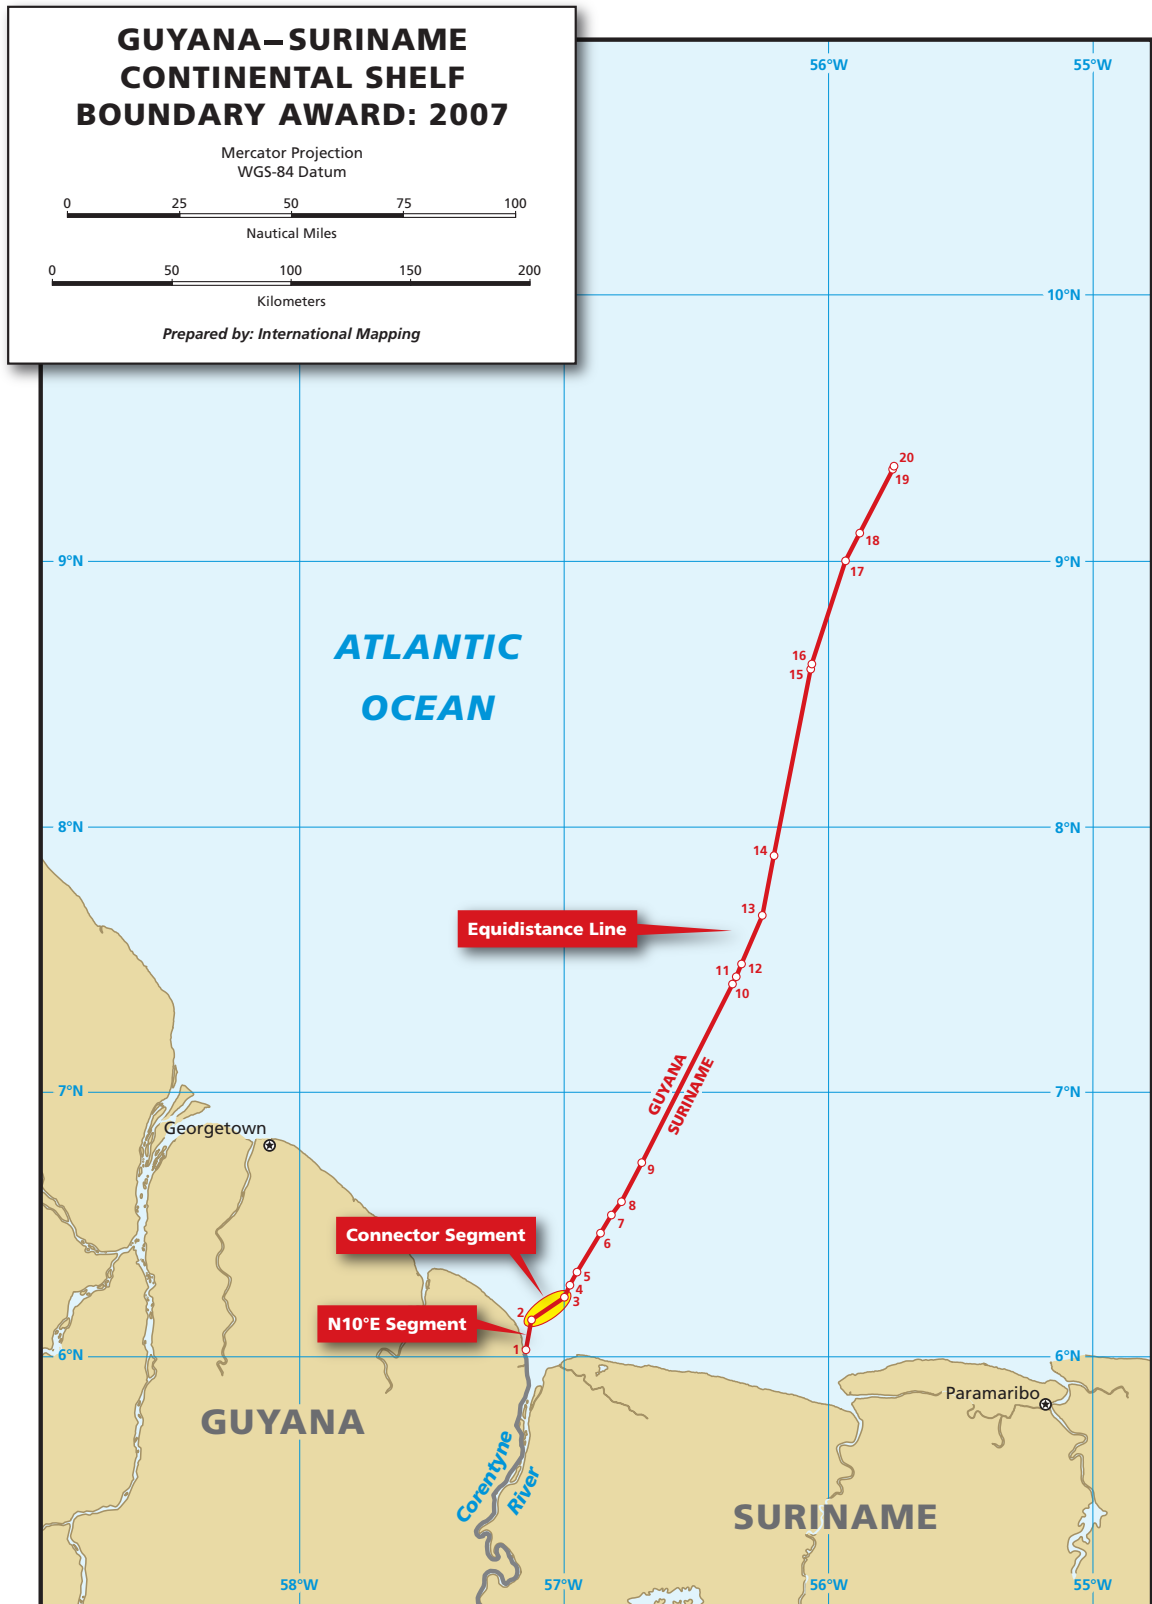 GUYANA–SURINAME
CONTINENTAL SHELF
BOUNDARY AWARD: 2007
Mercator Projection
WGS-84 Datum
0 25 50 75 100
Nautical Miles
0 50 100 150 200
Kilometers
Prepared by: International Mapping
56°W 55°W
10°N
20
19
18
9°N 9°N
17
ATLANTIC
OCEAN
16
15
8°N 8°N
14
13
Equidistance Line
12
11
10
GUYANA
SURINAME
7°N 7°N
Georgetown
9
8
7
6
Connector Segment
5
4
3
2
N10°E Segment
1
6°N 6°N
Paramaribo
GUYANA
Corentyne
River
SURINAME
58°W 57°W 56°W 55°W